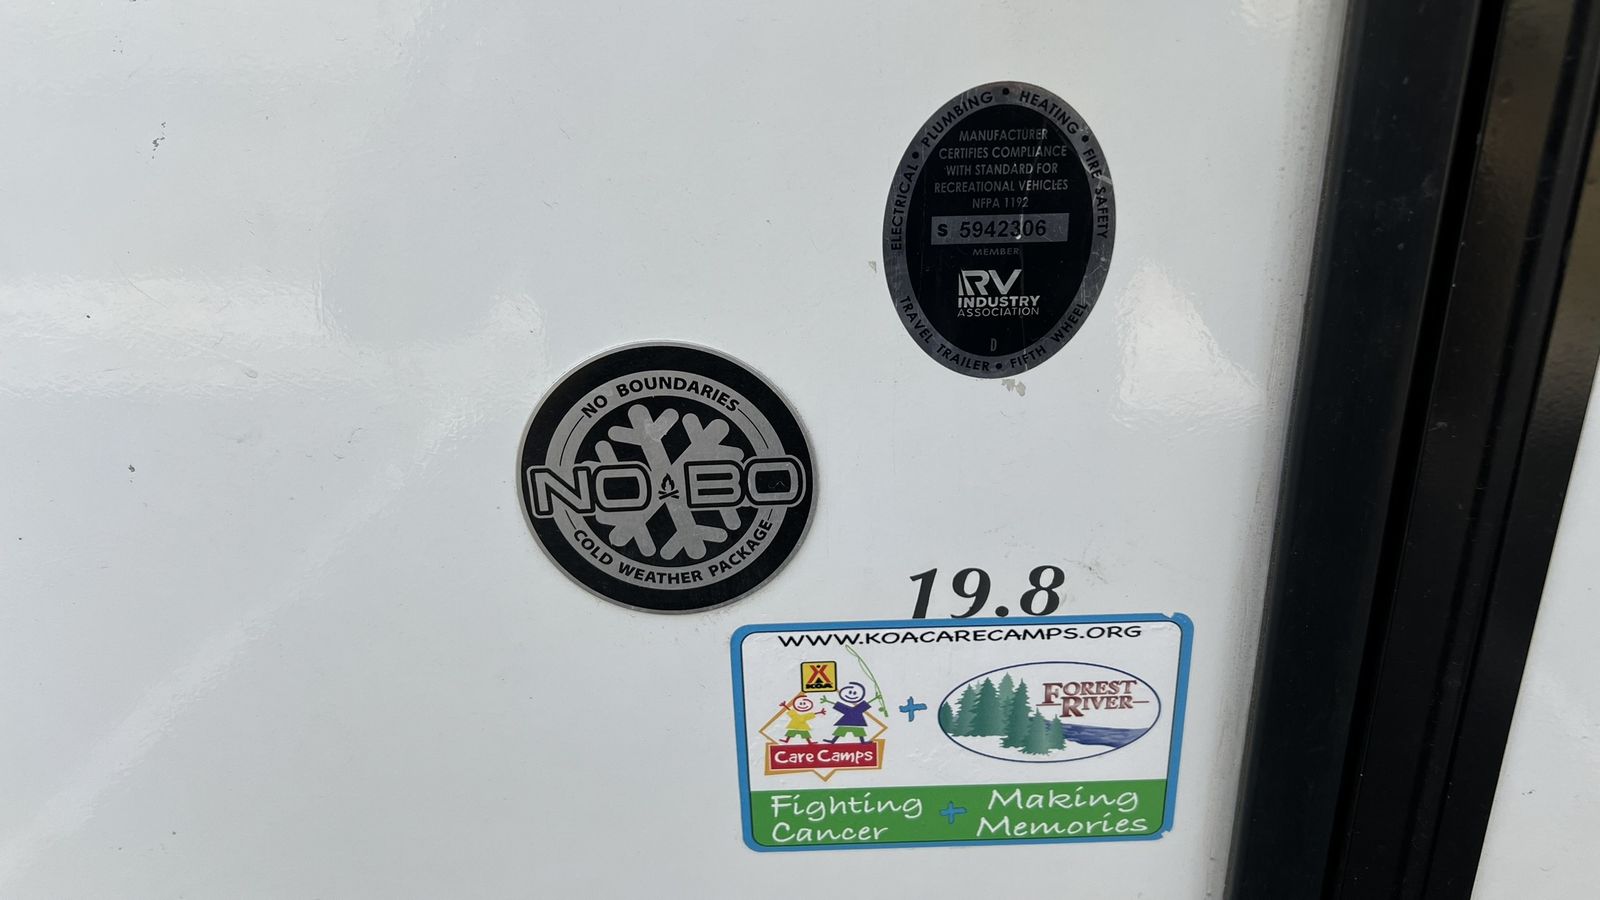 ELECTRICAL • PLUMBING • HEATING • FIRE SAFETY
MANUFACTURER
CERTIFIES COMPLIANCE
WITH STANDARD FOR
RECREATIONAL VEHICLES
NFPA 1192
S 5942306
MEMBER
RV
INDUSTRY
ASSOCIATION
D
TRAVEL TRAILER • FIFTH WHEEL
NO BOUNDARIES
NO BO
COLD WEATHER PACKAGE
19.8
WWW.KOACARECAMPS.ORG
KOA
Care Camps
+
FOREST
RIVER
Fighting
Cancer
+
Making
Memories